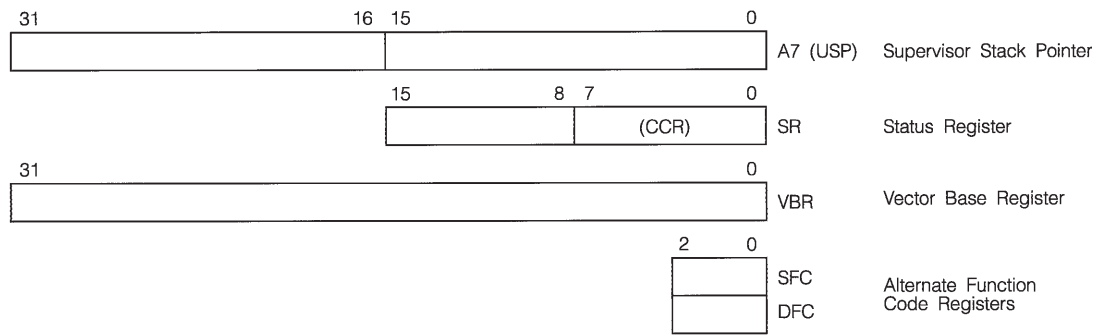 31 16 15 0
A7 (USP) Supervisor Stack Pointer
15 8 7 0
(CCR) SR Status Register
31 0
VBR Vector Base Register
2 0
SFC
Alternate Function
Code Registers
DFC